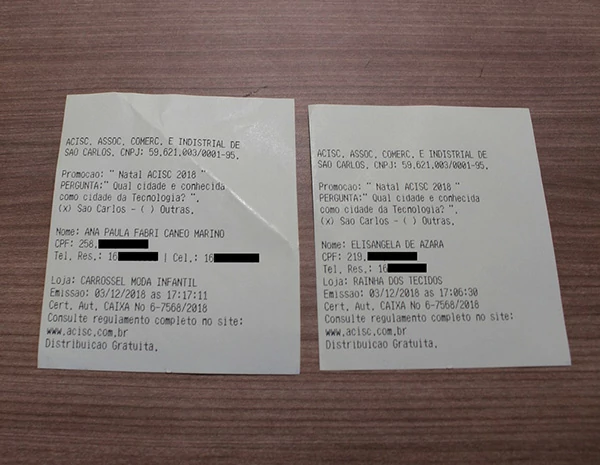 ACISC. ASSOC. COMERC. E INDISTRIAL DE
SAO CARLOS. CNPJ: 59.621.003/0001-95.
Promocao: " Natal ACISC 2018 "
PERGUNTA:" Qual cidade e conhecida
como cidade da Tecnologia? ".
(x) Sao Carlos - ( ) Outras.
Nome: ANA PAULA FABRI CANEO MARINO
CPF: 258.
Tel. Res.: 16 | Cel.: 16
Loja: CARROSSEL MODA INFANTIL
Emissao: 03/12/2018 as 17:17:11
Cert. Aut. CAIXA No 6-7568/2018
Consulte regulamento completo no site:
www.acisc.com.br
Distribuicao Gratuita.
ACISC. ASSOC. COMERC. E INDISTRIAL DE
SAO CARLOS. CNPJ: 59.621.003/0001-95.
Promocao: " Natal ACISC 2018 "
PERGUNTA:" Qual cidade e conhecida
como cidade da Tecnologia? ".
(x) Sao Carlos - ( ) Outras.
Nome: ELISANGELA DE AZARA
CPF: 219.
Tel. Res.: 16
Loja: RAINHA DOS TECIDOS
Emissao: 03/12/2018 as 17:06:30
Cert. Aut. CAIXA No 6-7568/2018
Consulte regulamento completo no site:
www.acisc.com.br
Distribuicao Gratuita.